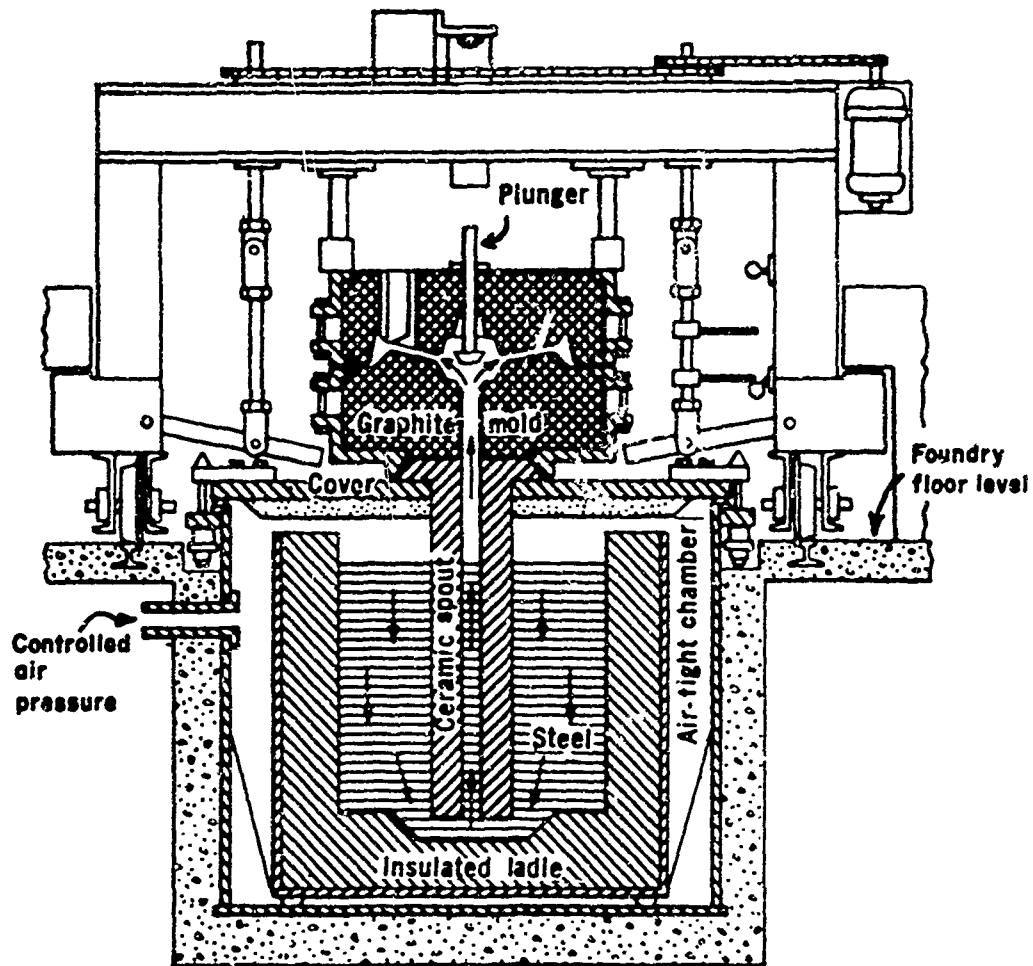 Plunger
Graphite mold
Cover
Foundry
floor level
Ceramic spout
Air-tight chamber
Controlled
air
pressure
Steel
Insulated ladle